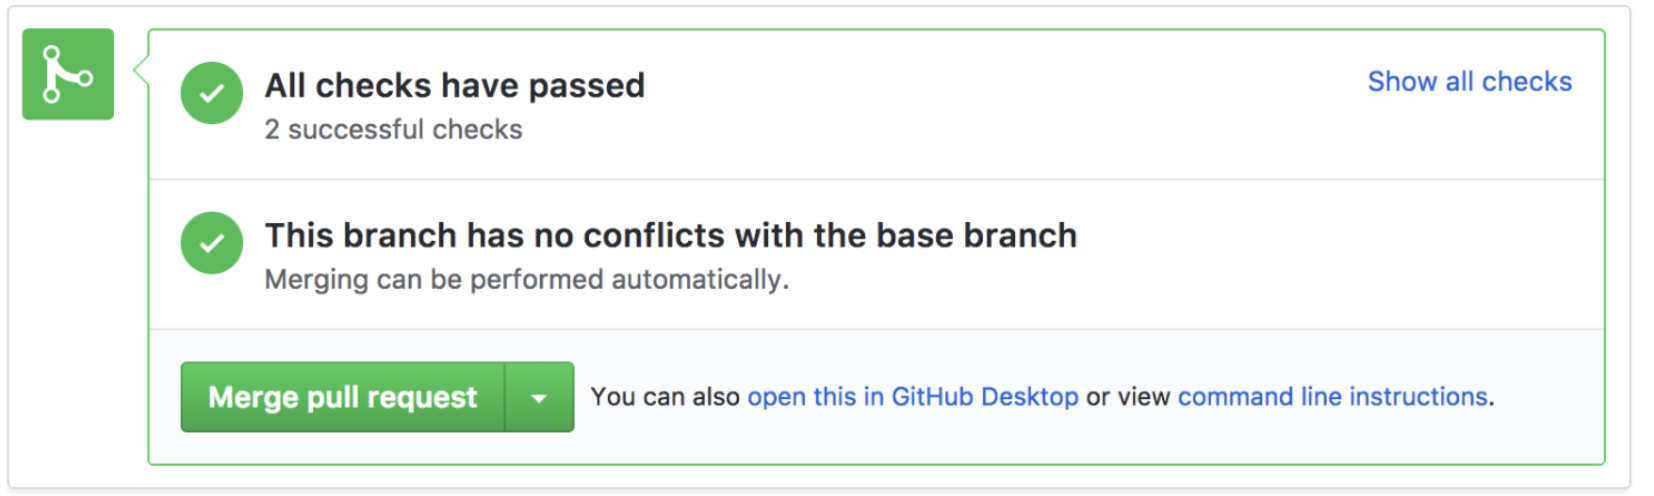 All checks have passed
Show all checks
2 successful checks
This branch has no conflicts with the base branch
Merging can be performed automatically.
Merge pull request
You can also open this in GitHub Desktop or view command line instructions.